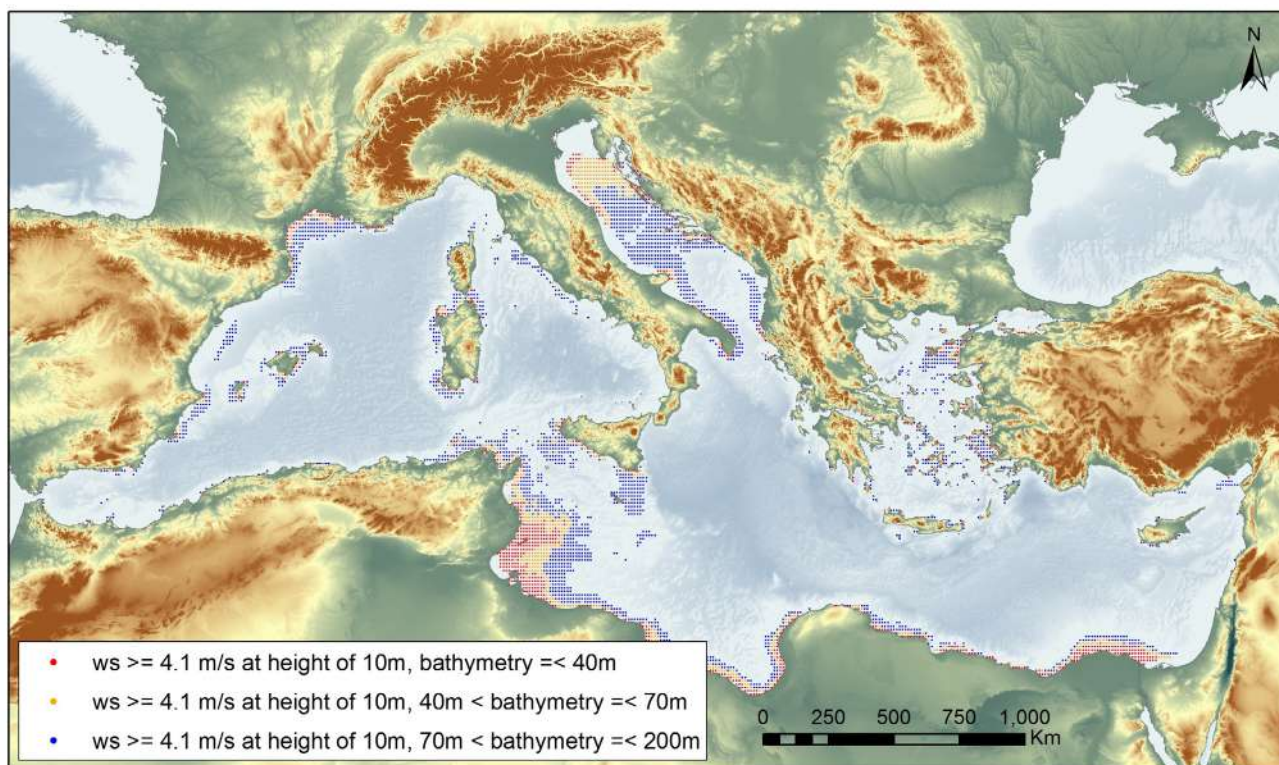 N
ws >= 4.1 m/s at height of 10m, bathymetry =< 40m
ws >= 4.1 m/s at height of 10m, 40m < bathymetry =< 70m
ws >= 4.1 m/s at height of 10m, 70m < bathymetry =< 200m
0 250 500 750 1,000
Km